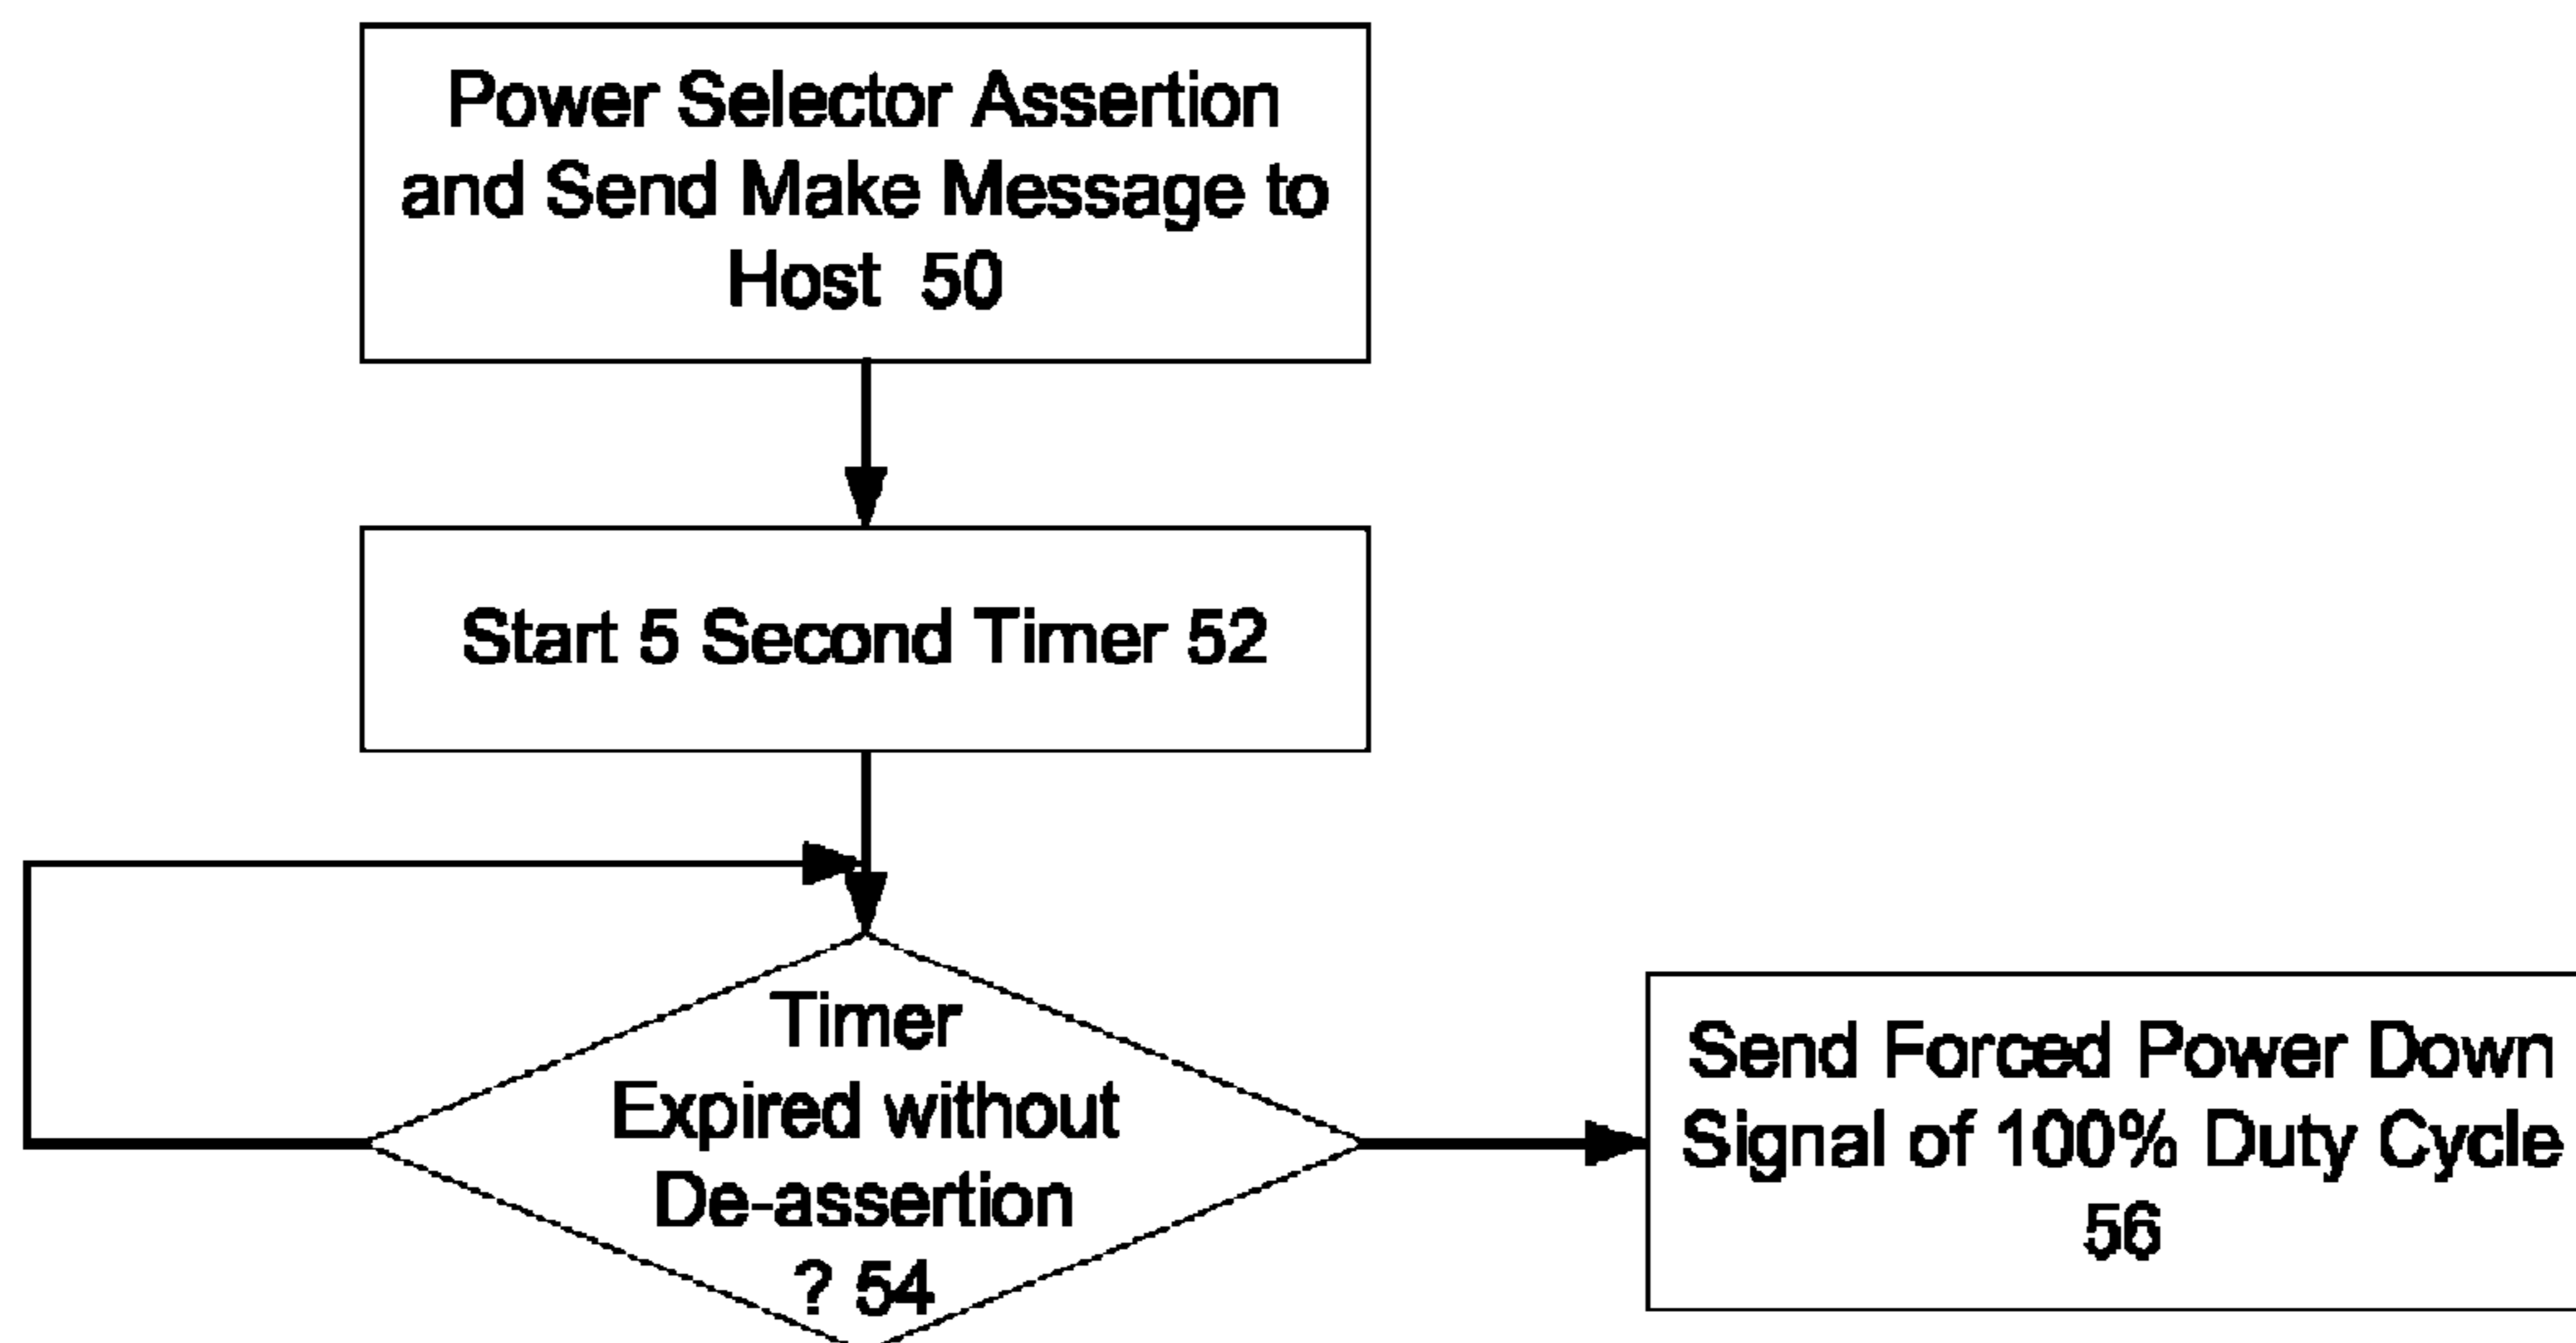 Power Selector Assertion
and Send Make Message to
Host 50
Start 5 Second Timer 52
Timer
Expired without
De-assertion
? 54
Send Forced Power Down
Signal of 100% Duty Cycle
56